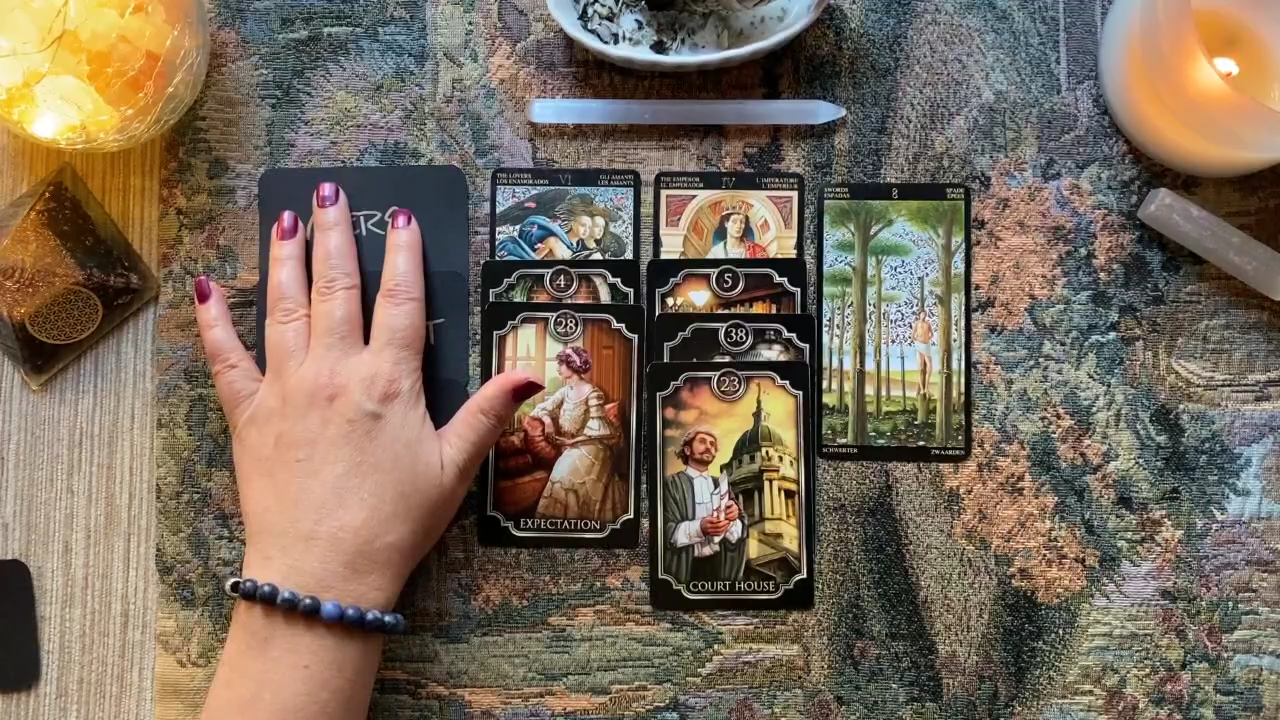 THE LOVERS VI GLI AMANTI
LOS ENAMORADOS LES AMANTS
4
28
EXPECTATION
THE EMPEROR IV L'IMPERATORE
EL EMPERADOR L'EMPEREUR
5
38
23
COURT HOUSE
SWORDS 8 SPADE
ESPADAS ÉPÉES
SCHWERTER ZWAARDEN